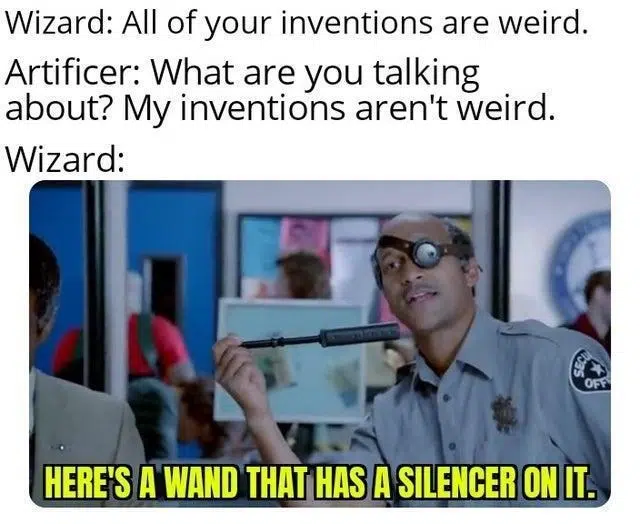 Wizard: All of your inventions are weird.
Artificer: What are you talking
about? My inventions aren't weird.
Wizard:
OFF
HERE'S A WAND THAT HAS A SILENCER ON IT.